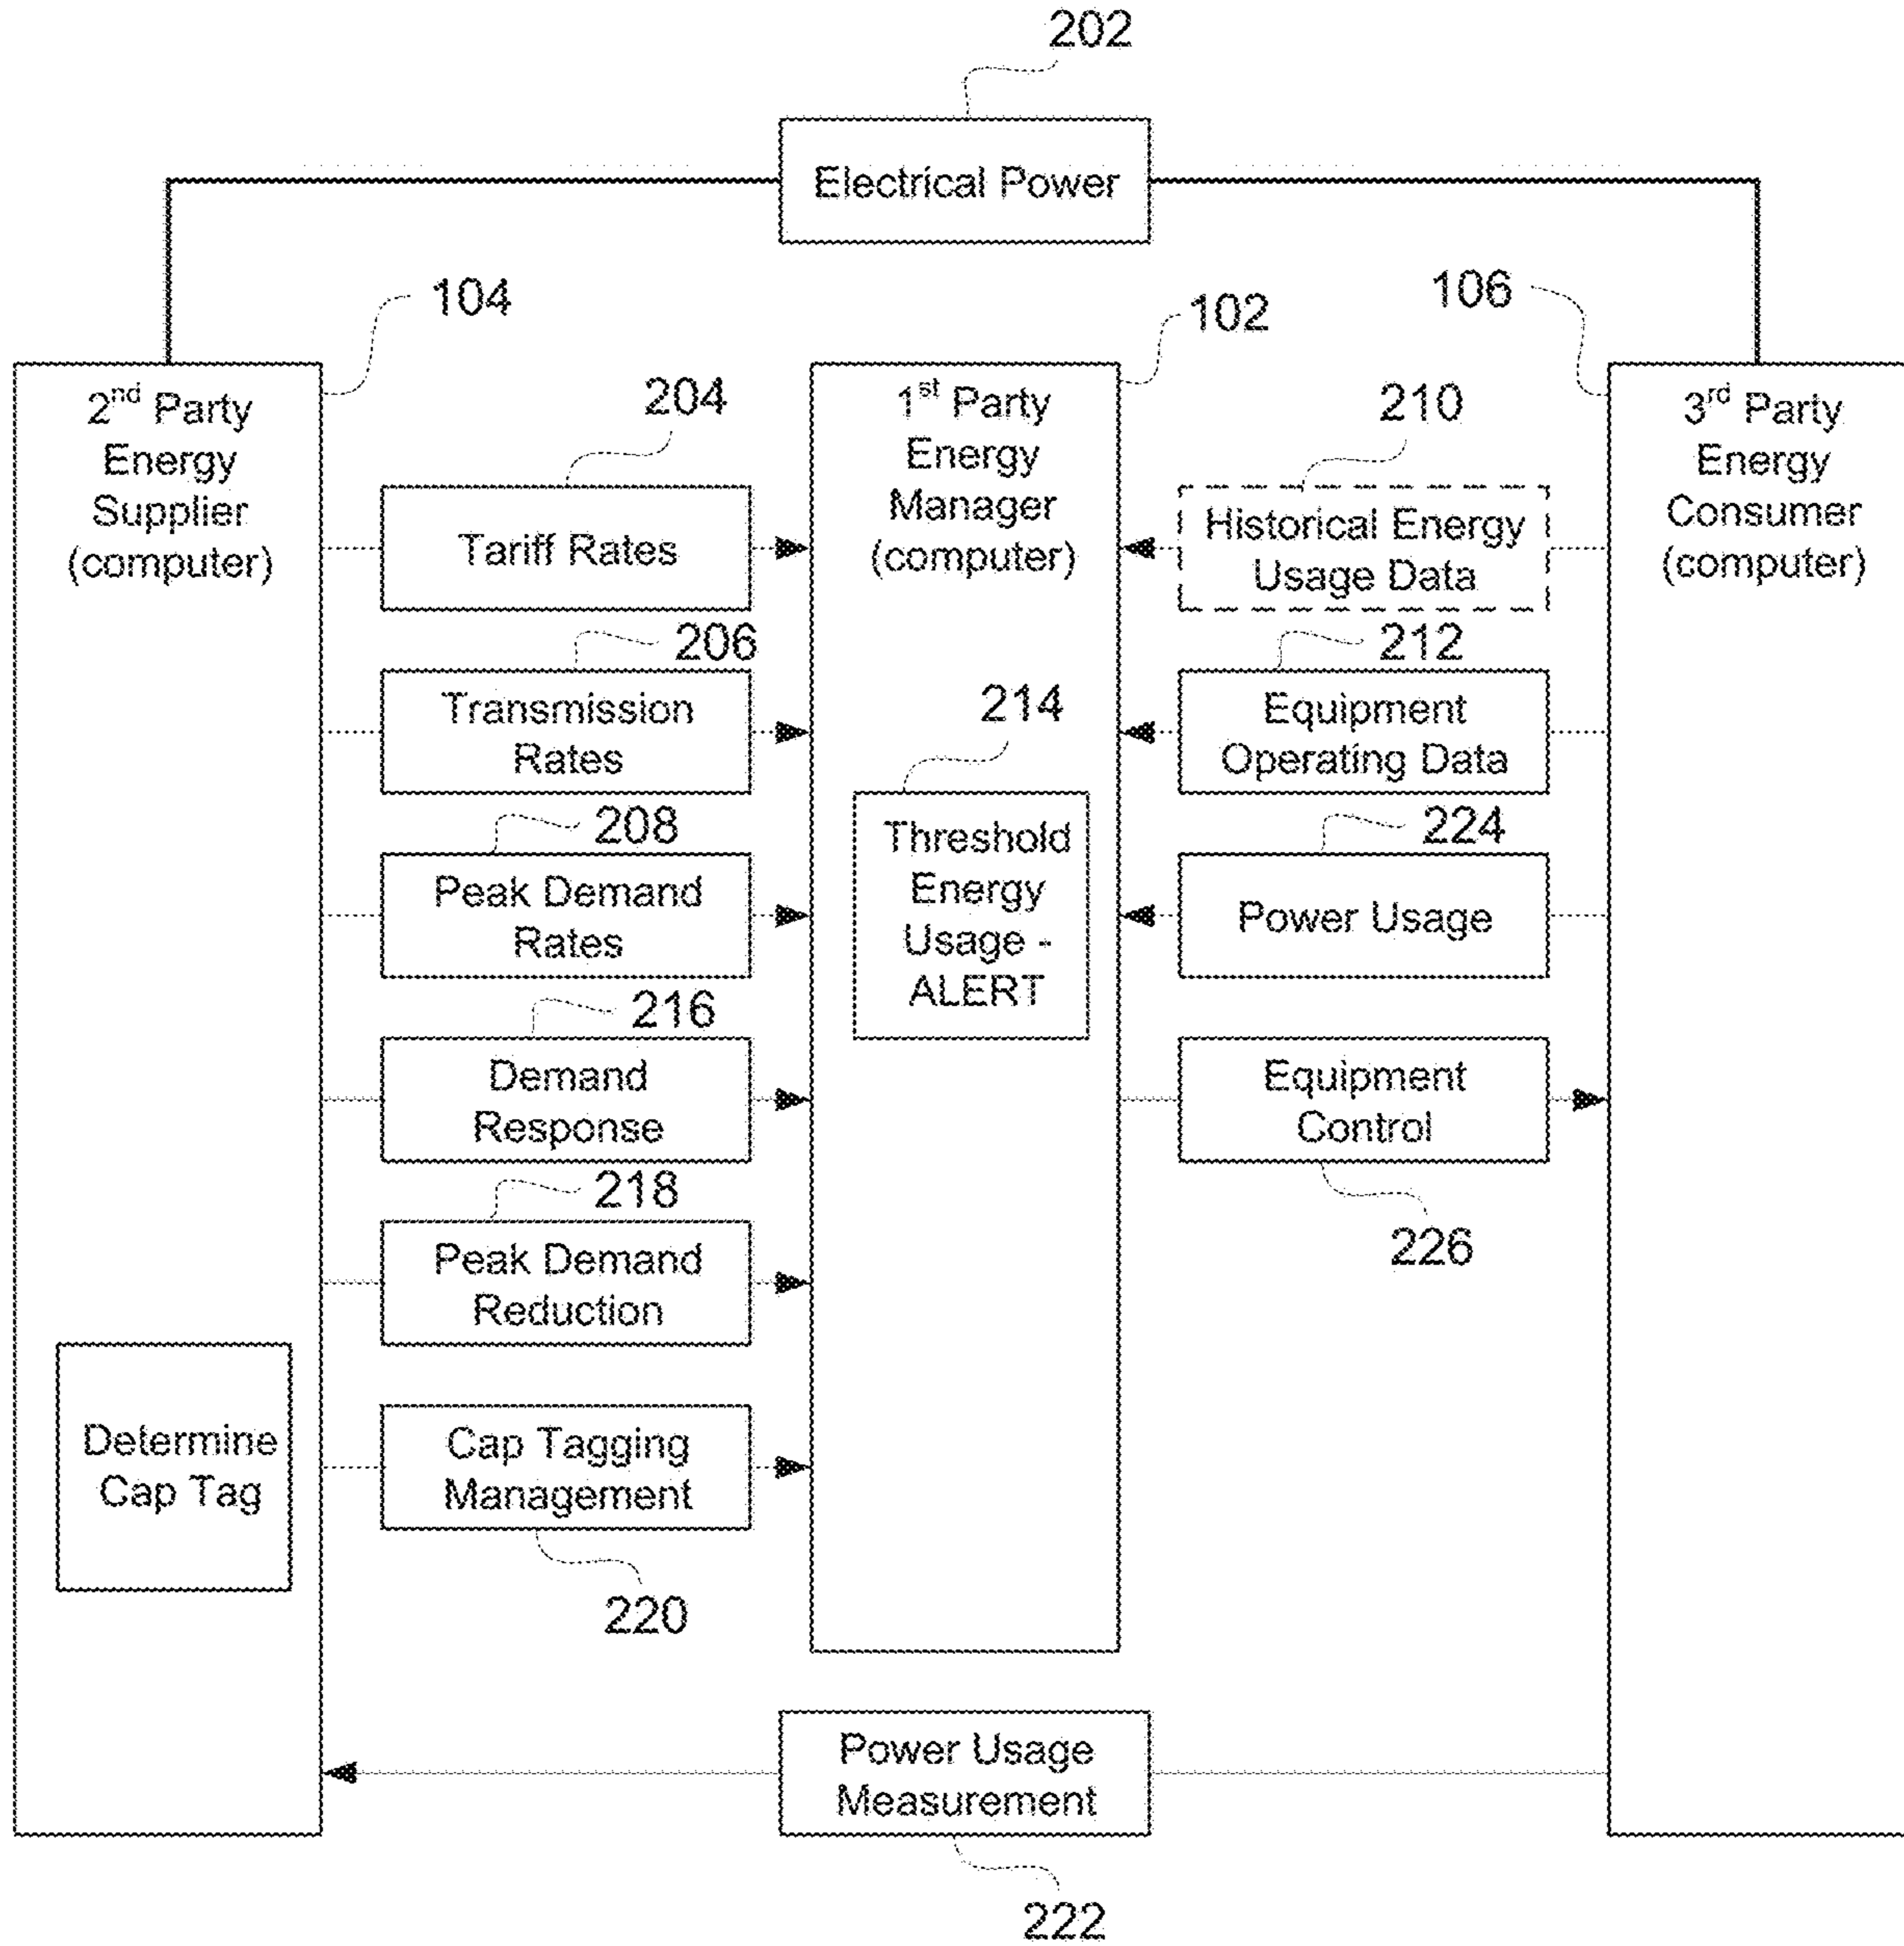 202
Electrical Power
104
102
106
2nd Party
Energy
Supplier
(computer)
204
Tariff Rates
1st Party
Energy
Manager
(computer)
210
Historical Energy
Usage Data
3rd Party
Energy
Consumer
(computer)
206
Transmission
Rates
212
Equipment
Operating Data
214
Threshold
Energy
Usage -
ALERT
208
Peak Demand
Rates
224
Power Usage
216
Demand
Response
Equipment
Control
226
218
Peak Demand
Reduction
Determine
Cap Tag
Cap Tagging
Management
220
Power Usage
Measurement
222